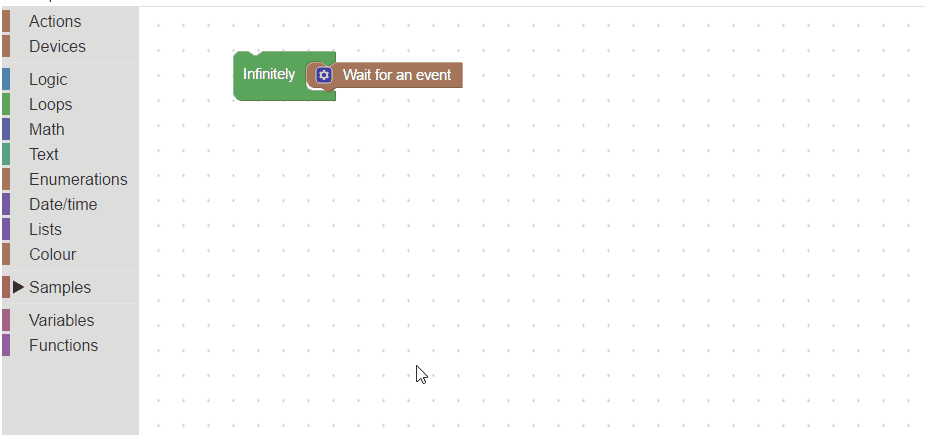 Actions
Devices
Logic
Loops
Math
Text
Enumerations
Date/time
Lists
Colour
Samples
Variables
Functions
Infinitely Wait for an event